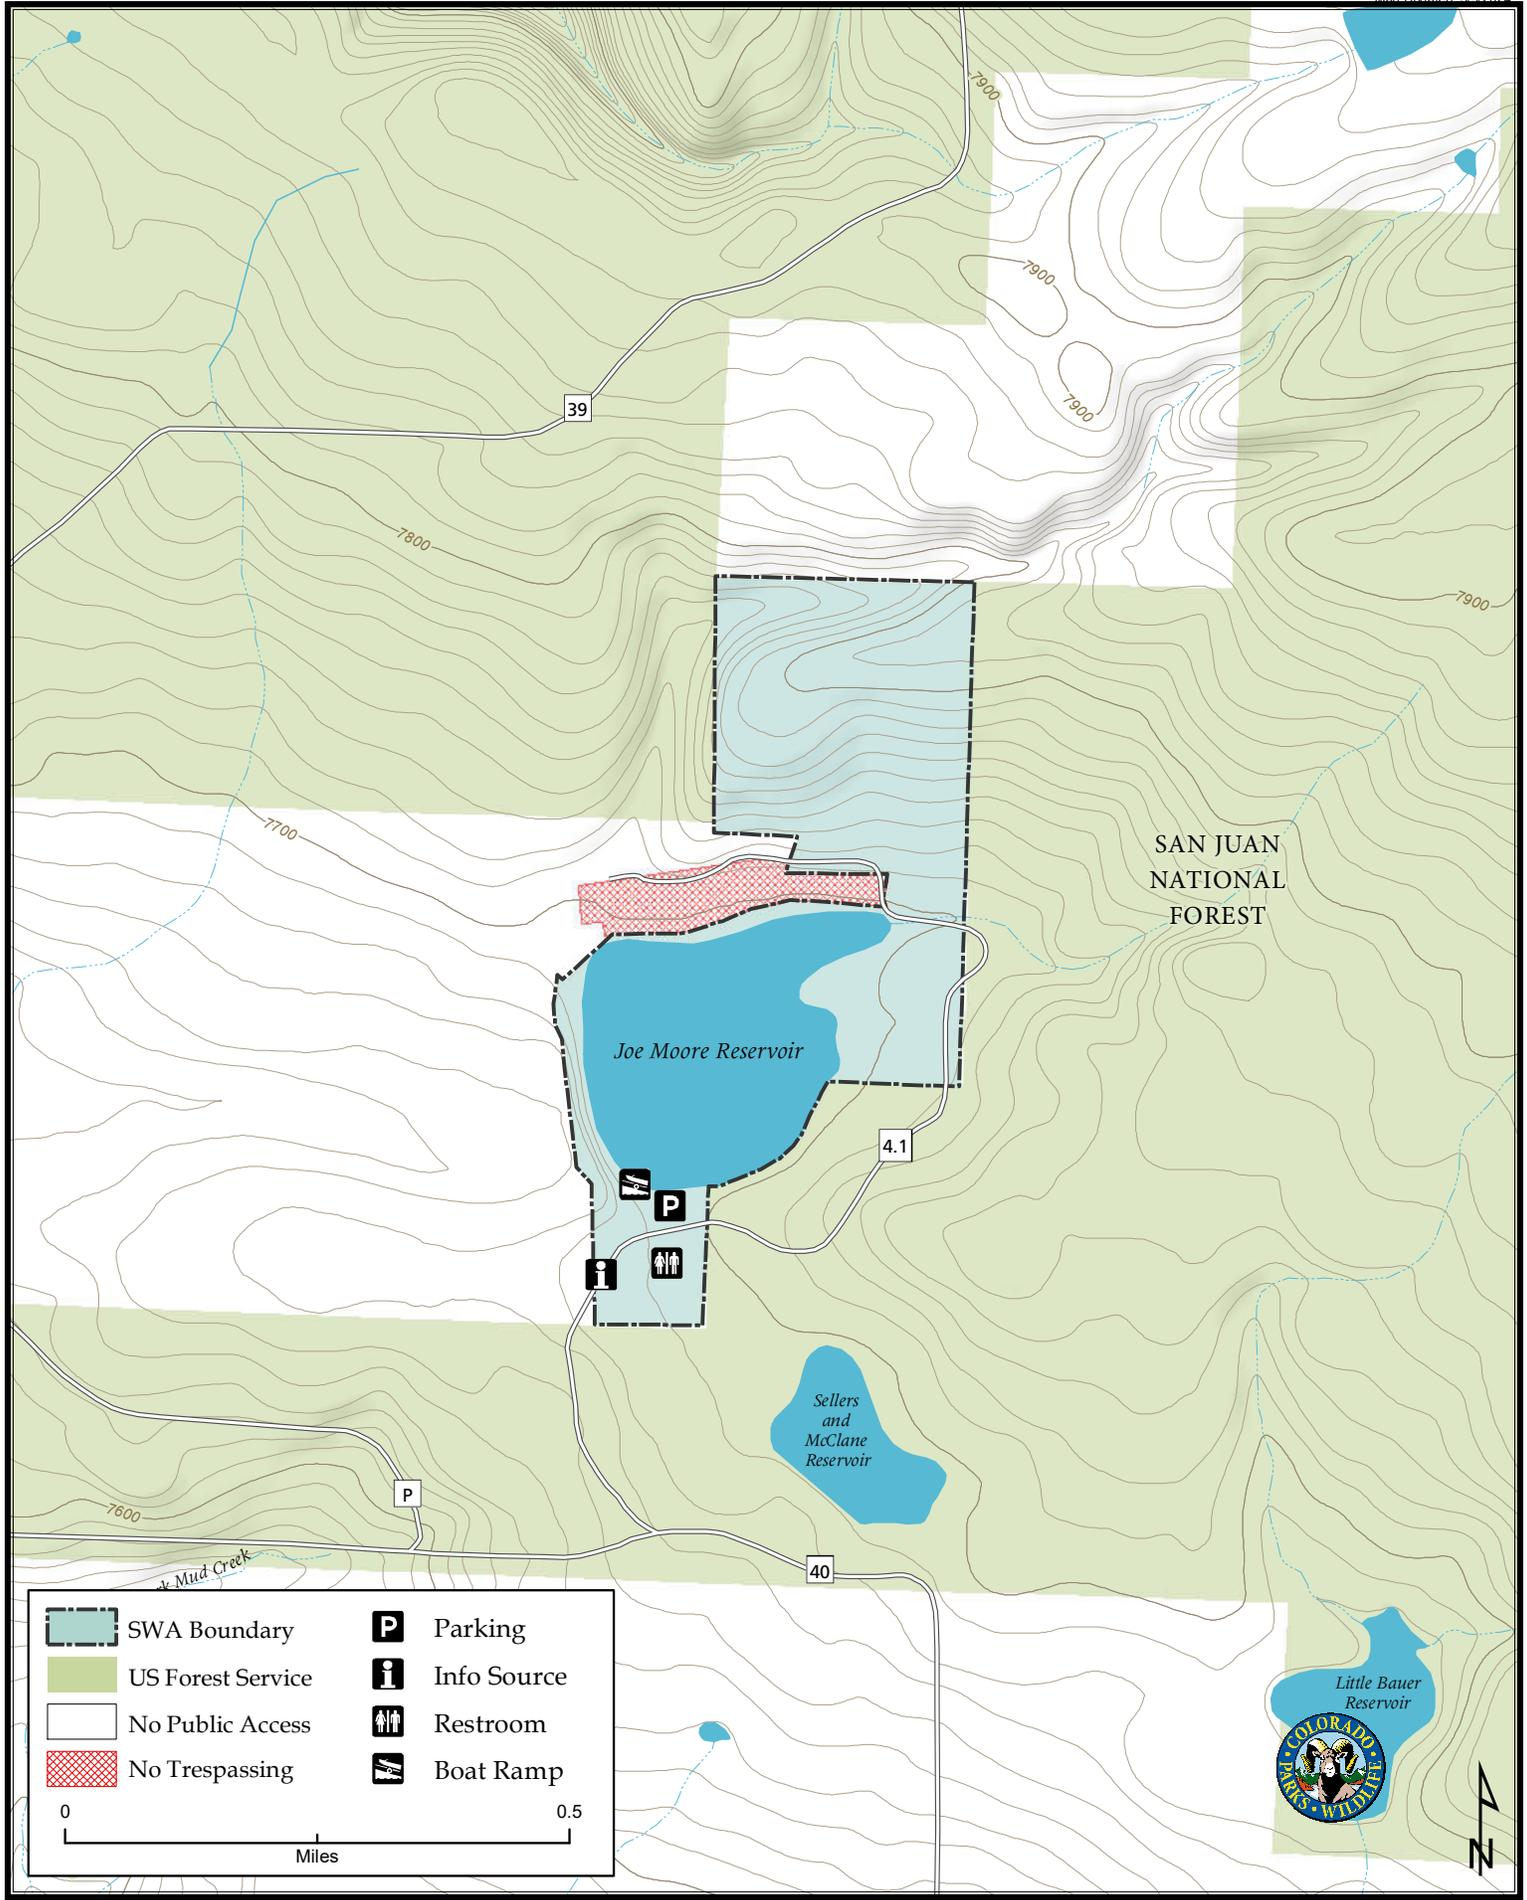 7900
7900
39
7900
7800
7900
7700
SAN JUAN
NATIONAL
FOREST
Joe Moore Reservoir
4.1
P
i
Sellers
and
McClane
Reservoir
P
7600
40
Mud Creek
SWA Boundary
US Forest Service
No Public Access
No Trespassing
P Parking
i Info Source
Restroom
Boat Ramp
0 0.5
Miles
Little Bauer
Reservoir
COLORADO
PARKS • WILDLIFE
N